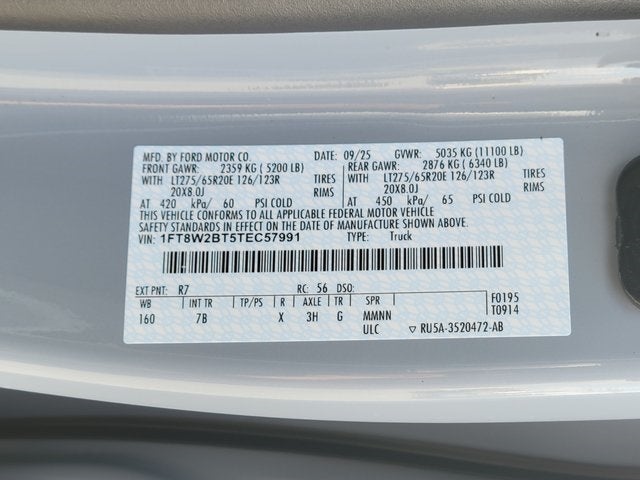 MFD. BY FORD MOTOR CO. DATE: 09/25 GVWR: 5035 KG (11100 LB)
FRONT GAWR: 2359 KG ( 5200 LB) REAR GAWR: 2876 KG ( 6340 LB)
WITH LT275/65R20E 126/123R TIRES WITH LT275/65R20E 126/123R TIRES
20X8.0J RIMS 20X8.0J RIMS
AT 420 kPa/ 60 PSI COLD AT 450 kPa/ 65 PSI COLD
THIS VEHICLE CONFORMS TO ALL APPLICABLE FEDERAL MOTOR VEHICLE
SAFETY STANDARDS IN EFFECT ON THE DATE OF MANUFACTURE SHOWN ABOVE.
VIN: 1FT8W2BT5TEC57991 TYPE: Truck
EXT PNT: R7 RC: 56 DSO: F0195
WB INT TR TP/PS R AXLE TR SPR T0914
160 7B X 3H G MMNN
ULC ▽ RU5A-3520472-AB